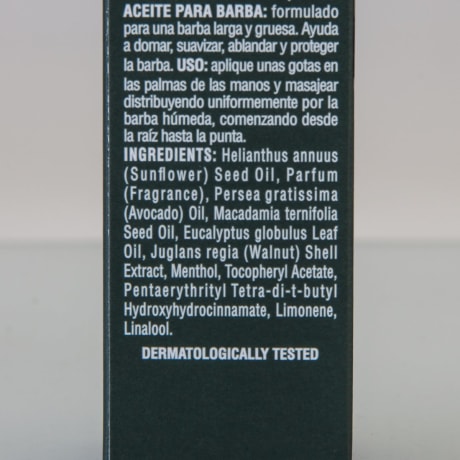 ACEITE PARA BARBA: formulado
para una barba larga y gruesa. Ayuda
a domar, suavizar, ablandar y proteger
la barba. USO: aplique unas gotas en
las palmas de las manos y masajear
distribuyendo uniformemente por la
barba húmeda, comenzando desde
la raíz hasta la punta.
INGREDIENTS: Helianthus annuus
(Sunflower) Seed Oil, Parfum
(Fragrance), Persea gratissima
(Avocado) Oil, Macadamia ternifolia
Seed Oil, Eucalyptus globulus Leaf
Oil, Juglans regia (Walnut) Shell
Extract, Menthol, Tocopheryl Acetate,
Pentaerythrityl Tetra-di-t-butyl
Hydroxyhydrocinnamate, Limonene,
Linalool.
DERMATOLOGICALLY TESTED